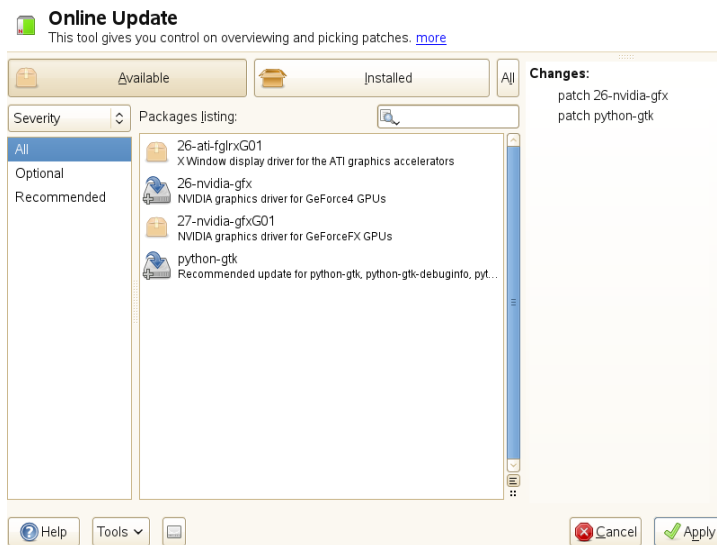 Online Update
This tool gives you control on overviewing and picking patches. more
Available
Installed
All
Severity
Packages listing:
All
Optional
Recommended
26-ati-fglrxG01
X Window display driver for the ATI graphics accelerators
26-nvidia-gfx
NVIDIA graphics driver for GeForce4 GPUs
27-nvidia-gfxG01
NVIDIA graphics driver for GeForceFX GPUs
python-gtk
Recommended update for python-gtk, python-gtk-debuginfo, pyt...
Changes:
patch 26-nvidia-gfx
patch python-gtk
Help
Tools
Cancel
Apply